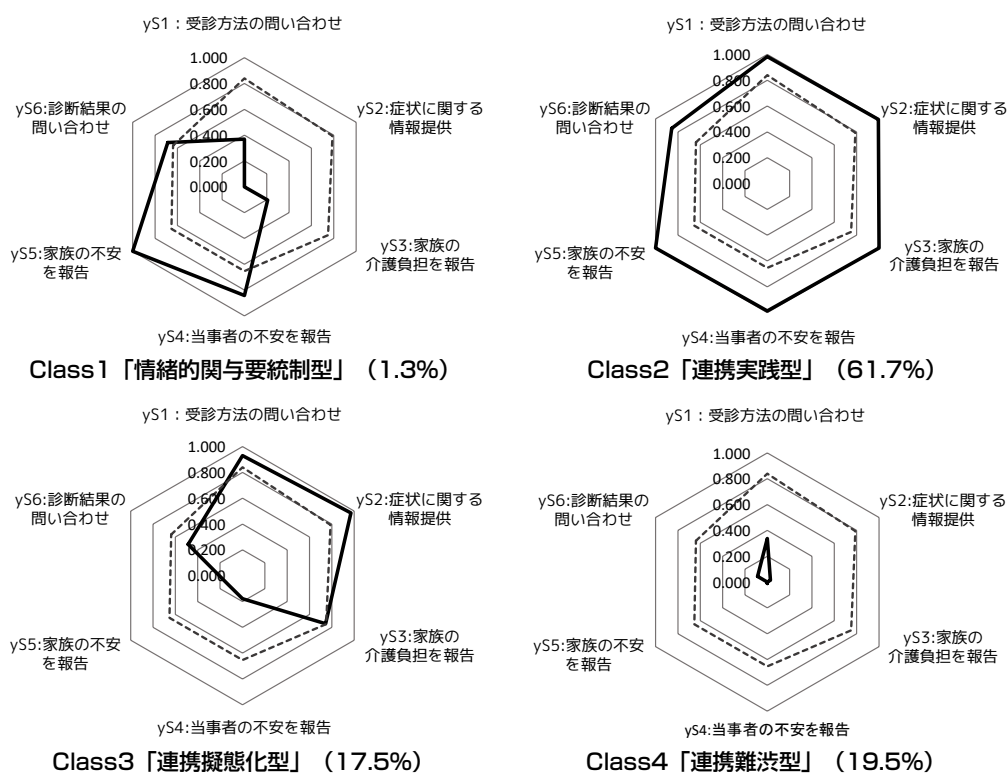 yS1：受診方法の問い合わせ
1.000
0.800
0.600
0.400
0.200
0.000
yS2:症状に関する
情報提供
yS3:家族の
介護負担を報告
yS4:当事者の不安を報告
yS5:家族の不安
を報告
yS6:診断結果の
問い合わせ
Class1「情緒的関与要統制型」（1.3%）
yS1：受診方法の問い合わせ
1.000
0.800
0.600
0.400
0.200
0.000
yS2:症状に関する
情報提供
yS3:家族の
介護負担を報告
yS4:当事者の不安を報告
yS5:家族の不安
を報告
yS6:診断結果の
問い合わせ
Class2「連携実践型」（61.7%）
yS1：受診方法の問い合わせ
1.000
0.800
0.600
0.400
0.200
0.000
yS2:症状に関する
情報提供
yS3:家族の
介護負担を報告
yS4:当事者の不安を報告
yS5:家族の不安
を報告
yS6:診断結果の
問い合わせ
Class3「連携擬態化型」（17.5%）
yS1：受診方法の問い合わせ
1.000
0.800
0.600
0.400
0.200
0.000
yS2:症状に関する
情報提供
yS3:家族の
介護負担を報告
yS4:当事者の不安を報告
yS5:家族の不安
を報告
yS6:診断結果の
問い合わせ
Class4「連携難渋型」（19.5%）